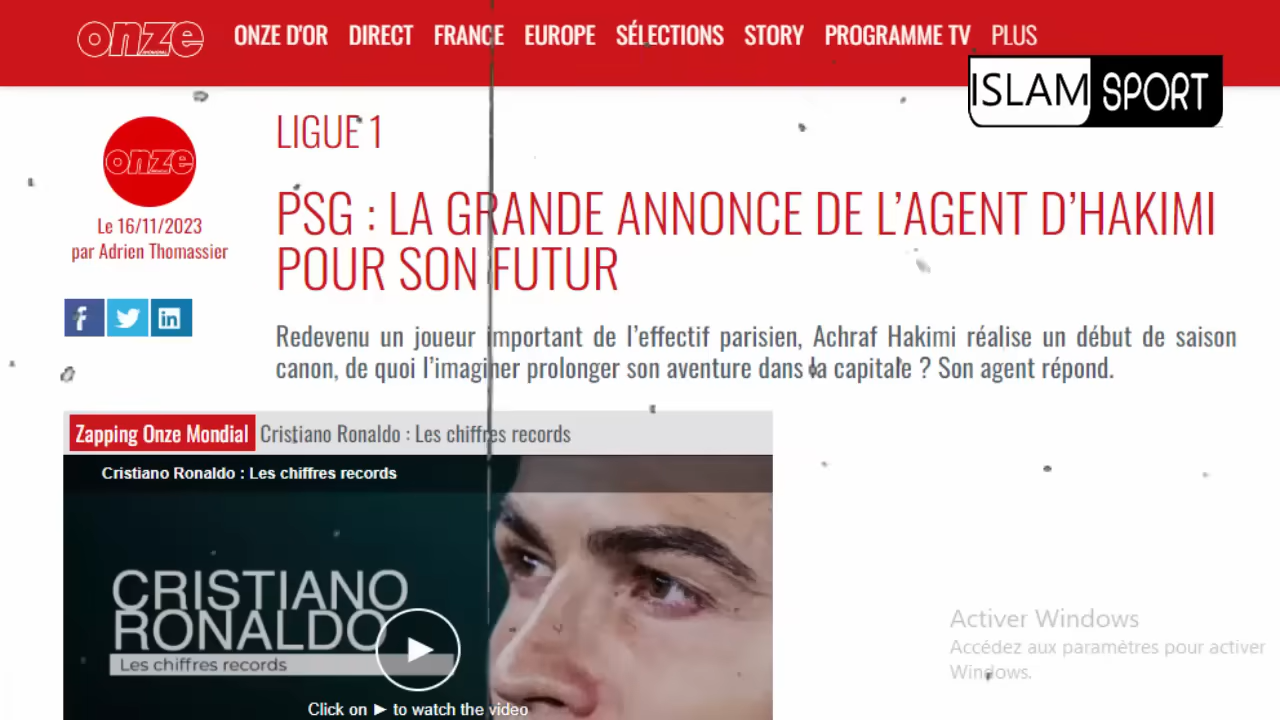 onze
ONZE D'OR DIRECT FRANCE EUROPE SÉLECTIONS STORY PROGRAMME TV PLUS
ISLAM SPORT
onze
Le 16/11/2023
par Adrien Thomassier
LIGUE 1
PSG : LA GRANDE ANNONCE DE L'AGENT D'HAKIMI
POUR SON FUTUR
Redevenu un joueur important de l'effectif parisien, Achraf Hakimi réalise un début de saison
canon, de quoi l'imaginer prolonger son aventure dans la capitale ? Son agent répond.
Zapping Onze Mondial Cristiano Ronaldo : Les chiffres records
Cristiano Ronaldo : Les chiffres records
CRISTIANO
RONALDO
Les chiffres records
Click on ► to watch the video
Activer Windows
Accédez aux paramètres pour activer
Windows.